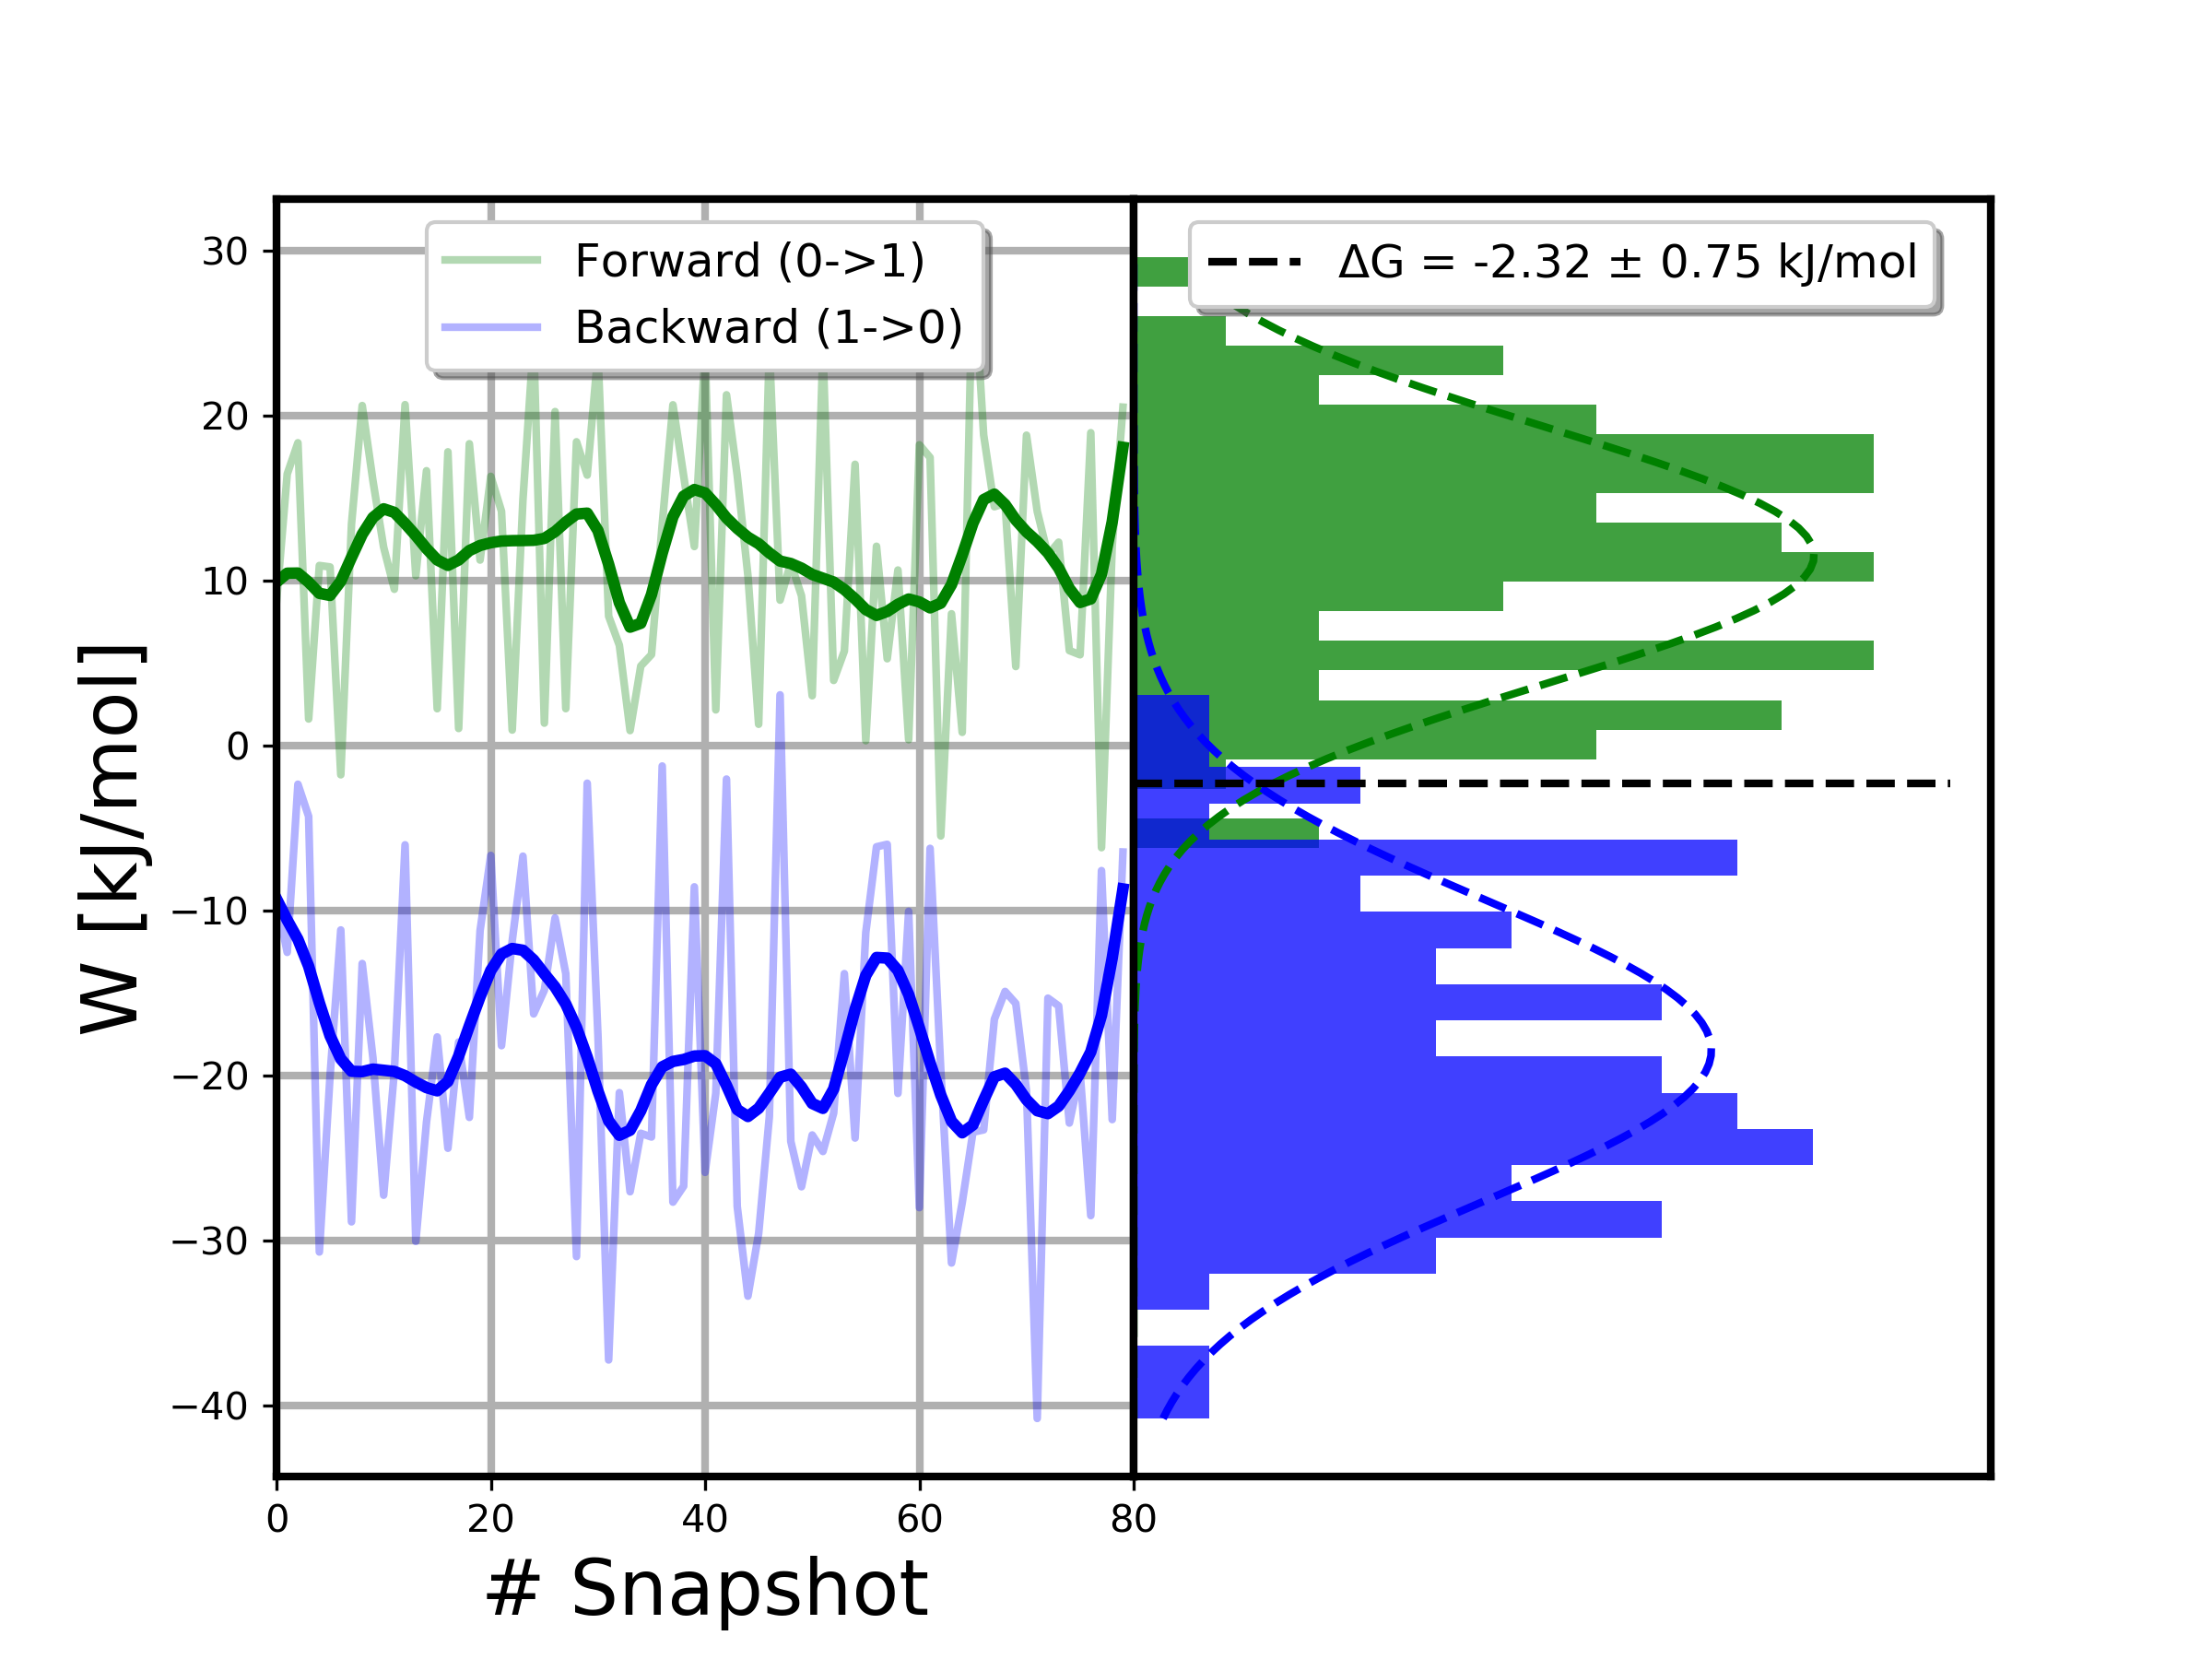 Forward (0->1)
Backward (1->0)
ΔG = -2.32 ± 0.75 kJ/mol
W [kJ/mol]
30
20
10
0
−10
−20
−30
−40
0 20 40 60 80
# Snapshot